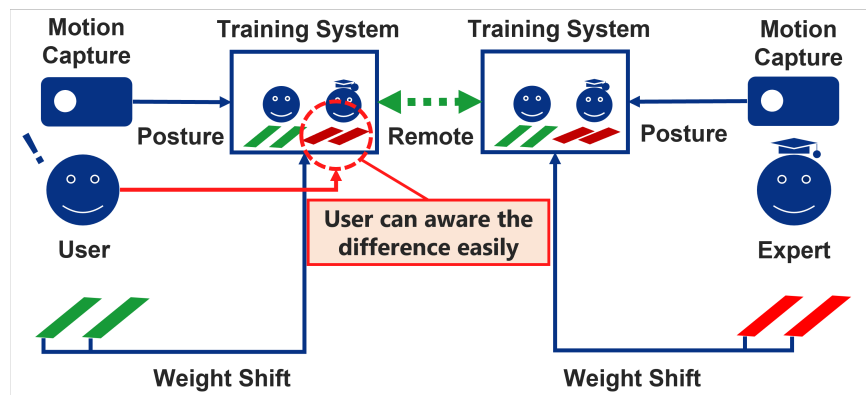 Motion
Capture
Training System
Training System
Motion
Capture
Posture
Remote
Posture
User can aware the
difference easily
User
Expert
Weight Shift
Weight Shift